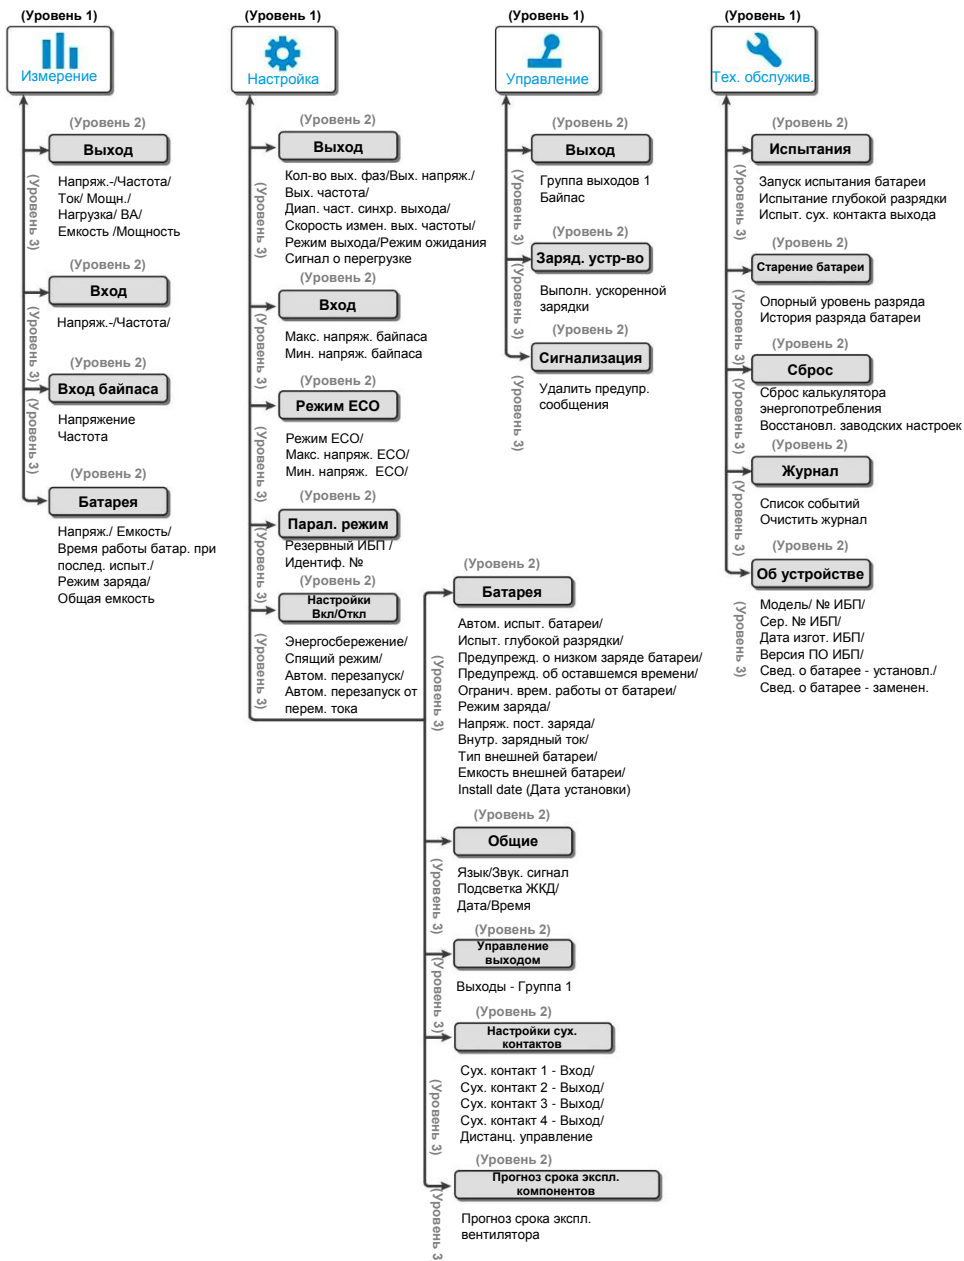 (Уровень 1)
Измерение
(Уровень 2)
Выход
(Уровень 3)
Напряж.-/Частота/
Ток/ Мощн./
Нагрузка/ ВА/
Емкость /Мощность
(Уровень 2)
Вход
(Уровень 3)
Напряж.-/Частота/
(Уровень 2)
Вход байпаса
(Уровень 3)
Напряжение
Частота
(Уровень 2)
Батарея
Напряж./ Емкость/
Время работы батар. при
послед. испыт./
Режим заряда/
Общая емкость
(Уровень 1)
Настройка
(Уровень 2)
Выход
(Уровень 3)
Кол-во вых. фаз/Вых. напряж./
Вых. частота/
Диап. част. синхр. выхода/
Скорость измен. вых. частоты/
Режим выхода/Режим ожидания
Сигнал о перегрузке
(Уровень 2)
Вход
(Уровень 3)
Макс. напряж. байпаса
Мин. напряж. байпаса
(Уровень 2)
Режим ECO
(Уровень 3)
Режим ECO/
Макс. напряж. ECO/
Мин. напряж.  ECO/
(Уровень 2)
Парал. режим
(Уровень 3)
Резервный ИБП /
Идентиф. №
(Уровень 2)
Настройки
Вкл/Откл
(Уровень 3)
Энергосбережение/
Спящий режим/
Автом. перезапуск/
Автом. перезапуск от
перем. тока
(Уровень 2)
Батарея
(Уровень 3)
Автом. испыт. батареи/
Испыт. глубокой разрядки/
Предупрежд. о низком заряде батареи/
Предупрежд. об оставшемся времени/
Огранич. врем. работы от батареи/
Режим заряда/
Напряж. пост. заряда/
Внутр. зарядный ток/
Тип внешней батареи/
Емкость внешней батареи/
Install date (Дата установки)
(Уровень 2)
Общие
(Уровень 3)
Язык/Звук. сигнал
Подсветка ЖКД/
Дата/Время
(Уровень 2)
Управление
выходом
(Уровень 3)
Выходы - Группа 1
(Уровень 2)
Настройки сух.
контактов
(Уровень 3)
Сух. контакт 1 - Вход/
Сух. контакт 2 - Выход/
Сух. контакт 3 - Выход/
Сух. контакт 4 - Выход/
Дистанц. управление
(Уровень 2)
Прогноз срока экспл.
компонентов
(Уровень 3
Прогноз срока экспл.
вентилятора
(Уровень 1)
Управление
(Уровень 2)
Выход
(Уровень 3)
Группа выходов 1
Байпас
(Уровень 2)
Заряд. устр-во
(Уровень 3)
Выполн. ускоренной
зарядки
(Уровень 2)
Сигнализация
(Уровень 3)
Удалить предупр.
сообщения
(Уровень 1)
Тех. обслужив.
(Уровень 2)
Испытания
(Уровень 3)
Запуск испытания батареи
Испытание глубокой разрядки
Испыт. сух. контакта выхода
(Уровень 2)
Старение батареи
(Уровень 3)
Опорный уровень разряда
История разряда батареи
(Уровень 2)
Сброс
(Уровень 3)
Сброс калькулятора
энергопотребления
Восстановл. заводских настроек
(Уровень 2)
Журнал
(Уровень 3)
Список событий
Очистить журнал
(Уровень 2)
Об устройстве
(Уровень 3)
Модель/ № ИБП/
Сер. № ИБП/
Дата изгот. ИБП/
Версия ПО ИБП/
Свед. о батарее - установл./
Свед. о батарее - заменен.